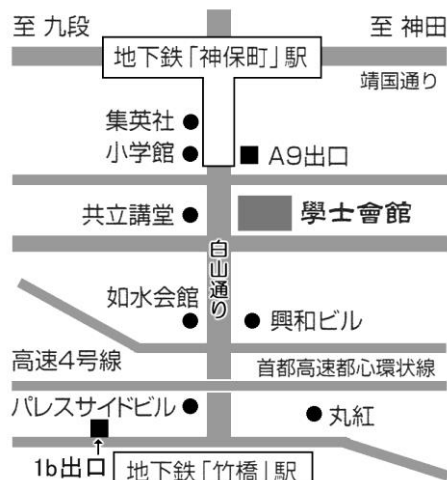 至 九段
至 神田
地下鉄「神保町」駅
靖国通り
集英社
小学館
A9出口
共立講堂
學士會館
白山通り
如水会館
興和ビル
高速4号線
首都高速都心環状線
パレスサイドビル
丸紅
1b出口
地下鉄「竹橋」駅